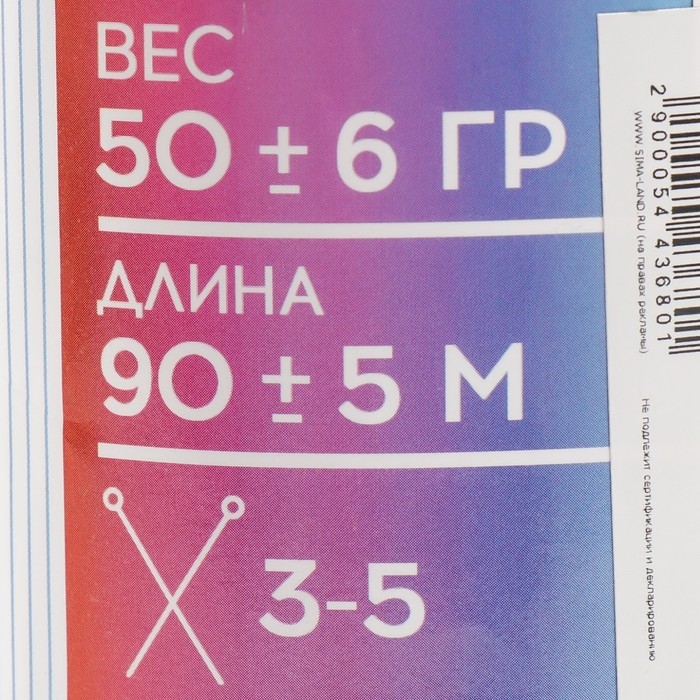 ВЕС
50 ± 6 ГР
ДЛИНА
90 ± 5 М
3-5
2 900054 436801
WWW.SIMA-LAND.RU (на правах рекламы)
Не подлежит сертификации и декларированию